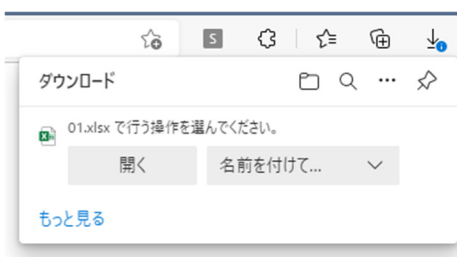 S
ダウンロード
01.xlsx で行う操作を選んでください。
開く
名前を付けて...
もっと見る